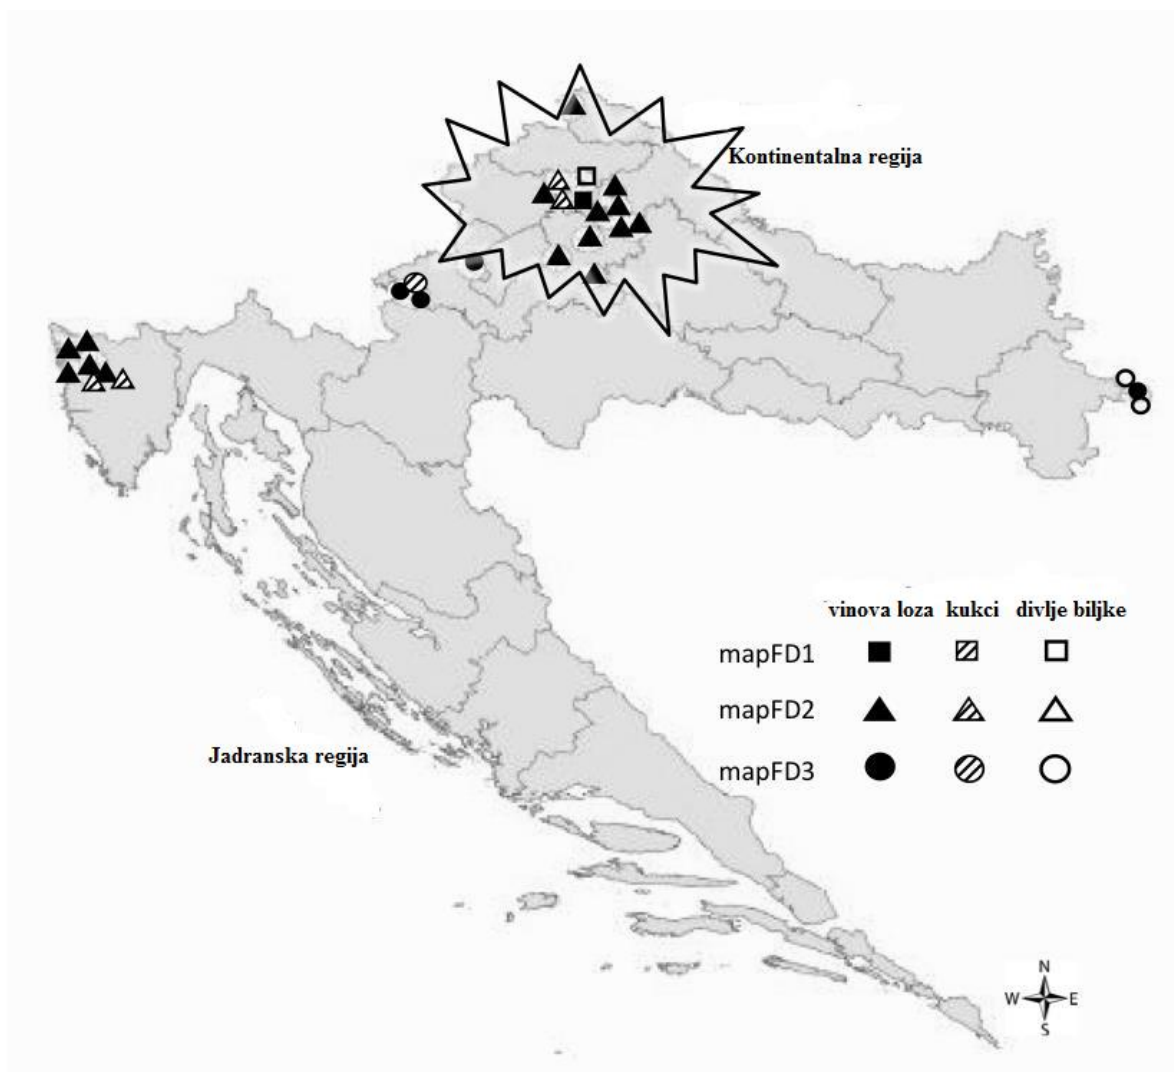 Kontinentalna regija
vinova loza kukci divlje biljke
mapFD1
mapFD2
Jadranska regija
mapFD3
N
W E
S